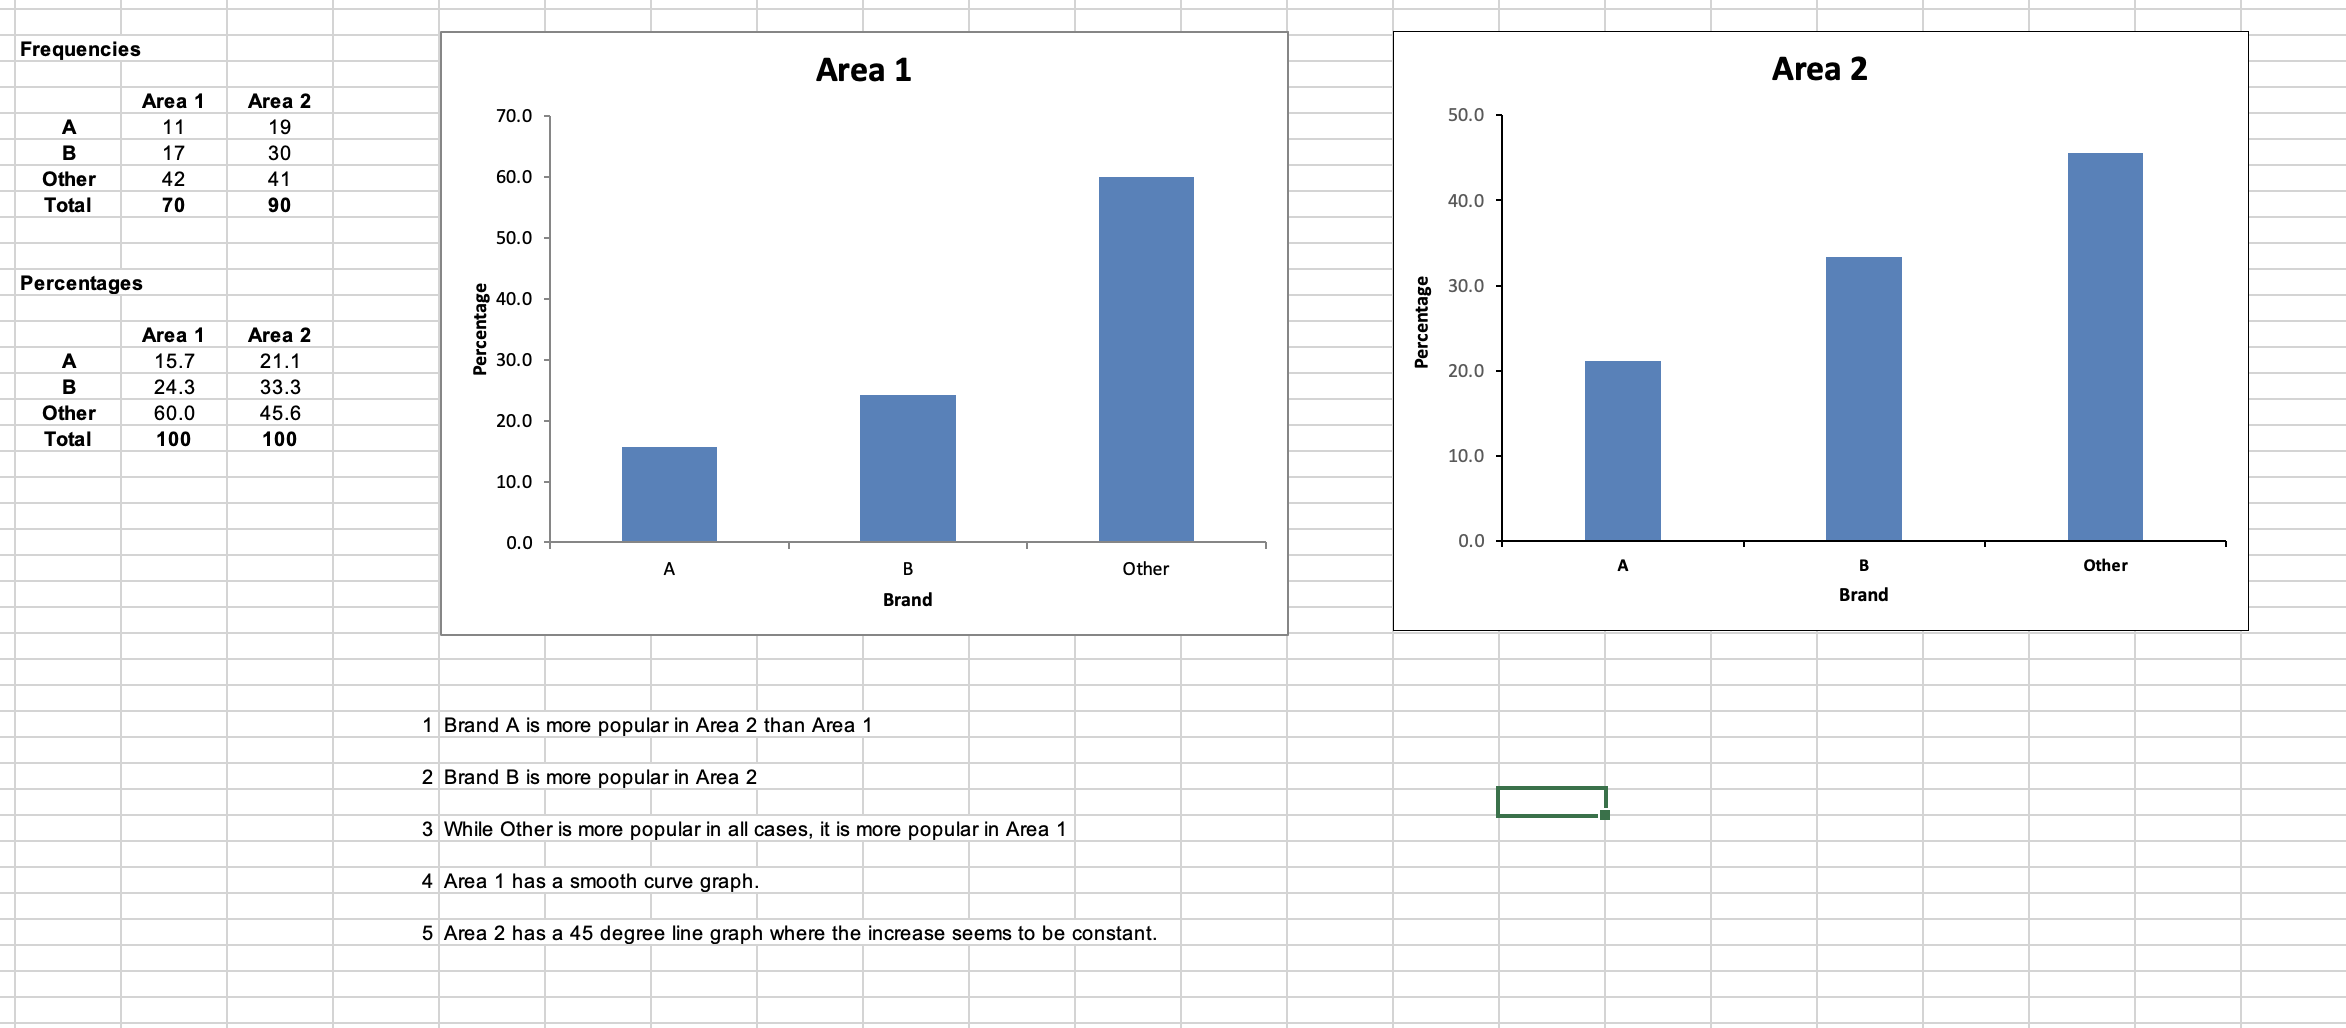 Frequencies
Area 1 Area 2
A 11 19
B 17 30
Other 42 41
Total 70 90
Percentages
Area 1 Area 2
A 15.7 21.1
B 24.3 33.3
Other 60.0 45.6
Total 100 100
Area 1
70.0
60.0
50.0
40.0
30.0
20.0
10.0
0.0
Percentage
A B Other
Brand
Area 2
50.0
40.0
30.0
20.0
10.0
0.0
Percentage
A B Other
Brand
1 Brand A is more popular in Area 2 than Area 1
2 Brand B is more popular in Area 2
3 While Other is more popular in all cases, it is more popular in Area 1
4 Area 1 has a smooth curve graph.
5 Area 2 has a 45 degree line graph where the increase seems to be constant.